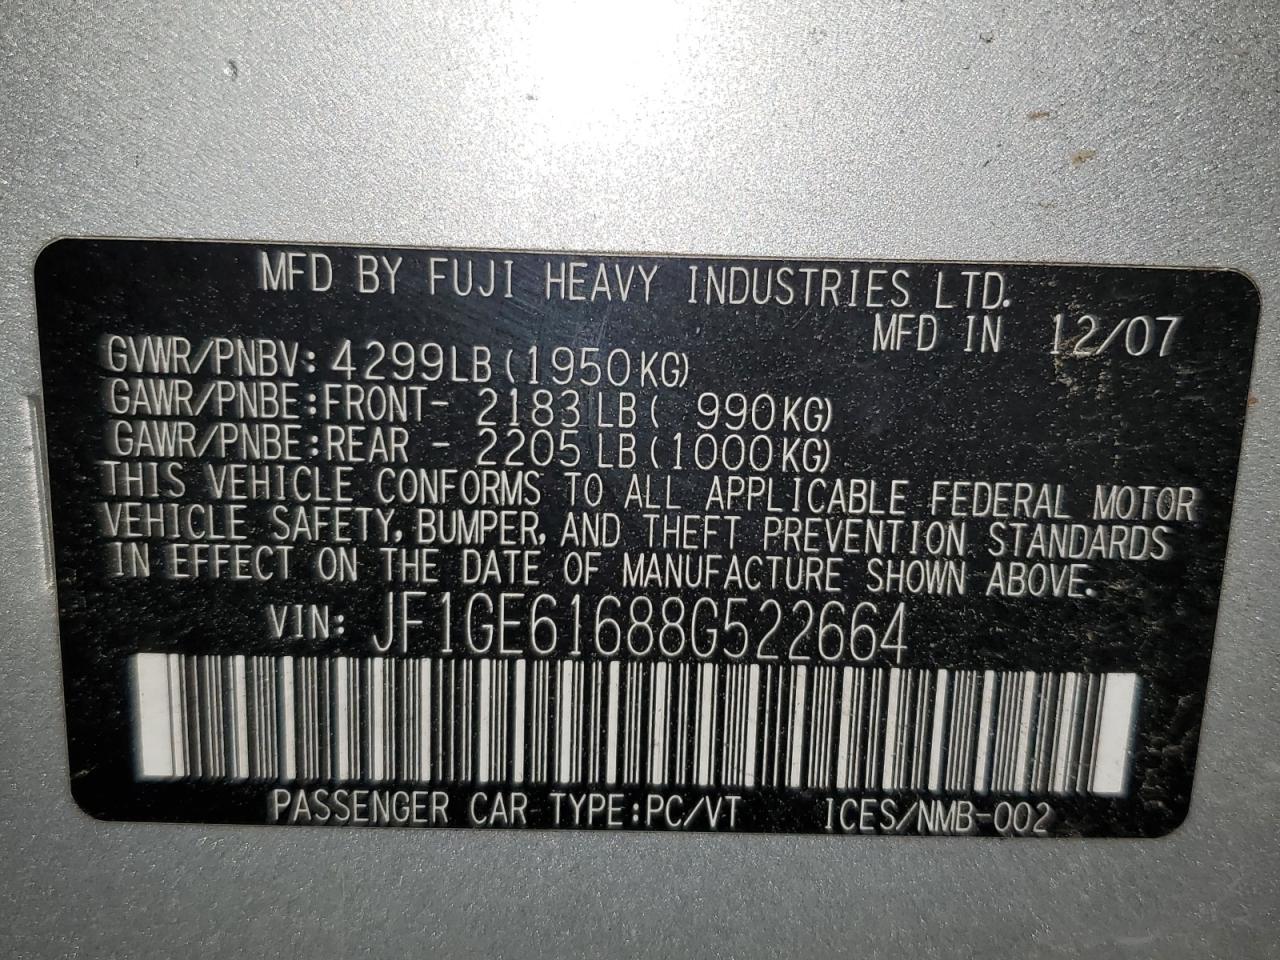 MFD BY FUJI HEAVY INDUSTRIES LTD.
MFD IN 12/07
GVWR/PNBV: 4299LB (1950KG)
GAWR/PNBE:FRONT- 2183 LB ( 990KG)
GAWR/PNBE:REAR - 2205 LB (1000KG)
THIS VEHICLE CONFORMS TO ALL APPLICABLE FEDERAL MOTOR
VEHICLE SAFETY, BUMPER, AND THEFT PREVENTION STANDARDS
IN EFFECT ON THE DATE OF MANUFACTURE SHOWN ABOVE.
VIN: JF1GE61688G522664
PASSENGER CAR TYPE:PC/VT ICES/NMB-002